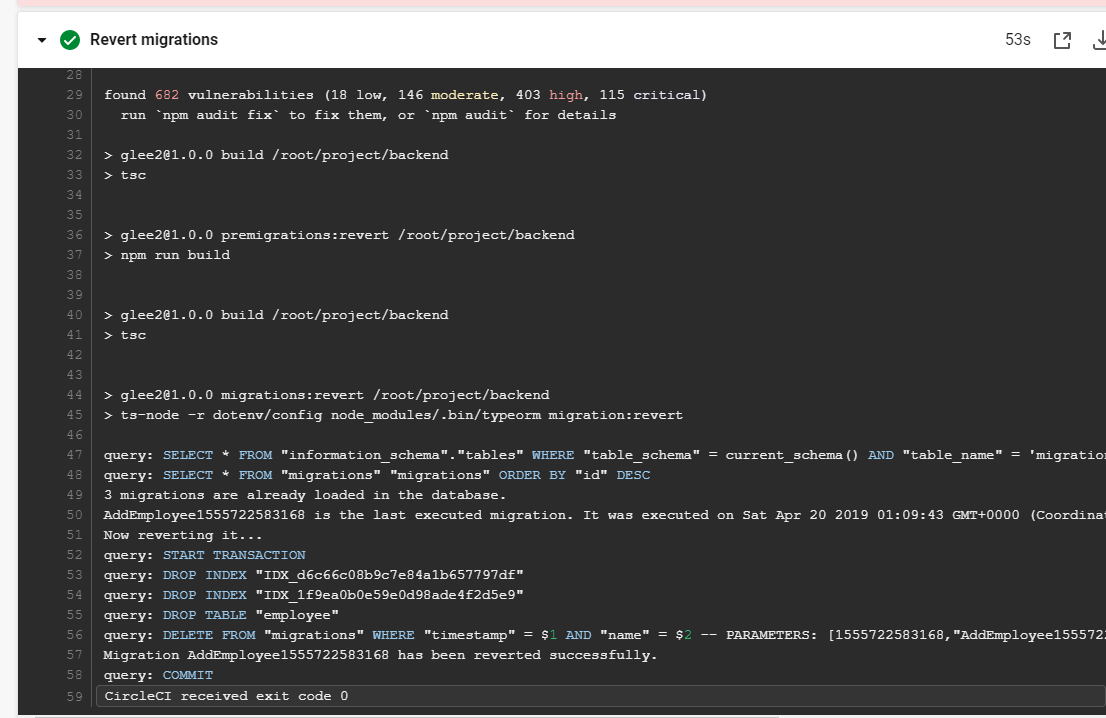 Revert migrations
53s
28
29 found 682 vulnerabilities (18 low, 146 moderate, 403 high, 115 critical)
30 run `npm audit fix` to fix them, or `npm audit` for details
31
32 > glee2@1.0.0 build /root/project/backend
33 > tsc
34
35
36 > glee2@1.0.0 premigrations:revert /root/project/backend
37 > npm run build
38
39
40 > glee2@1.0.0 build /root/project/backend
41 > tsc
42
43
44 > glee2@1.0.0 migrations:revert /root/project/backend
45 > ts-node -r dotenv/config node_modules/.bin/typeorm migration:revert
46
47 query: SELECT * FROM "information_schema"."tables" WHERE "table_schema" = current_schema() AND "table_name" = 'migratio
48 query: SELECT * FROM "migrations" "migrations" ORDER BY "id" DESC
49 3 migrations are already loaded in the database.
50 AddEmployee1555722583168 is the last executed migration. It was executed on Sat Apr 20 2019 01:09:43 GMT+0000 (Coordinat
51 Now reverting it...
52 query: START TRANSACTION
53 query: DROP INDEX "IDX_d6c66c08b9c7e84a1b657797df"
54 query: DROP INDEX "IDX_1f9ea0b0e59e0d98ade4f2d5e9"
55 query: DROP TABLE "employee"
56 query: DELETE FROM "migrations" WHERE "timestamp" = $1 AND "name" = $2 -- PARAMETERS: [1555722583168,"AddEmployee155572
57 Migration AddEmployee1555722583168 has been reverted successfully.
58 query: COMMIT
59 CircleCI received exit code 0